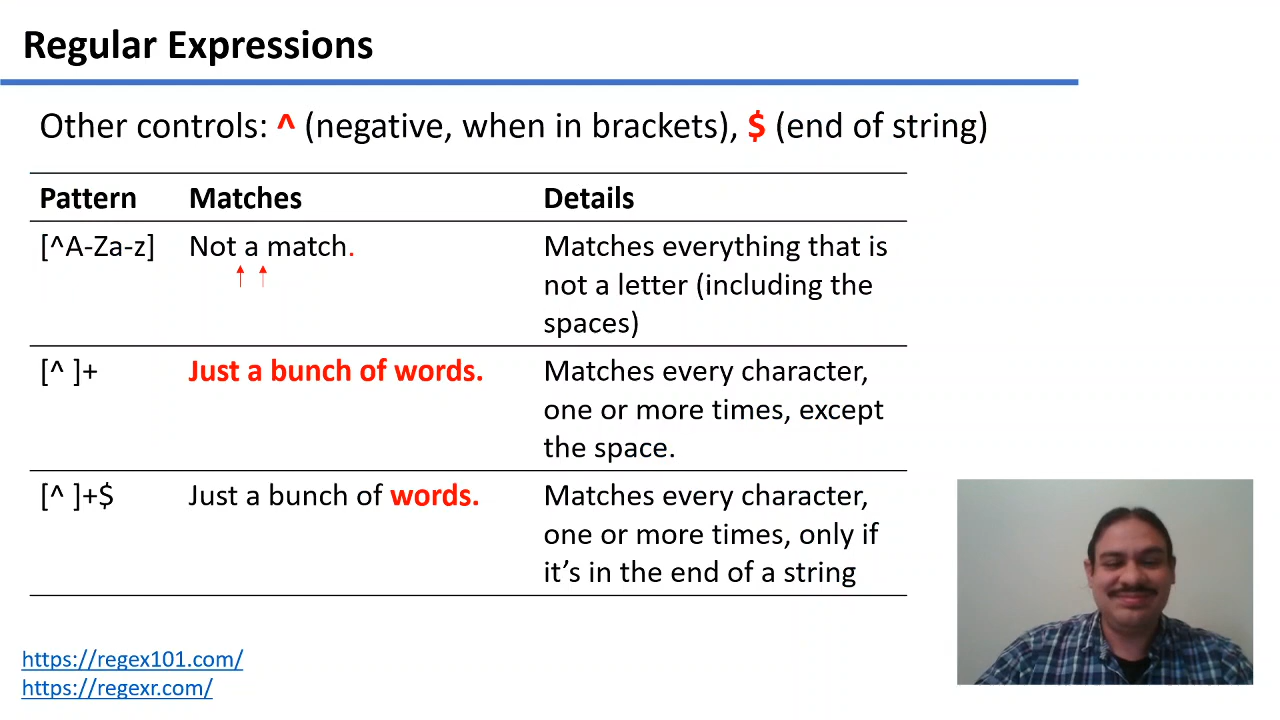 Regular Expressions
Other controls: ^ (negative, when in brackets), $ (end of string)
Pattern Matches Details
[^A-Za-z] Not a match. Matches everything that is
not a letter (including the
spaces)
[^ ]+ Just a bunch of words. Matches every character,
one or more times, except
the space.
[^ ]+$ Just a bunch of words. Matches every character,
one or more times, only if
it’s in the end of a string
https://regex101.com/
https://regexr.com/